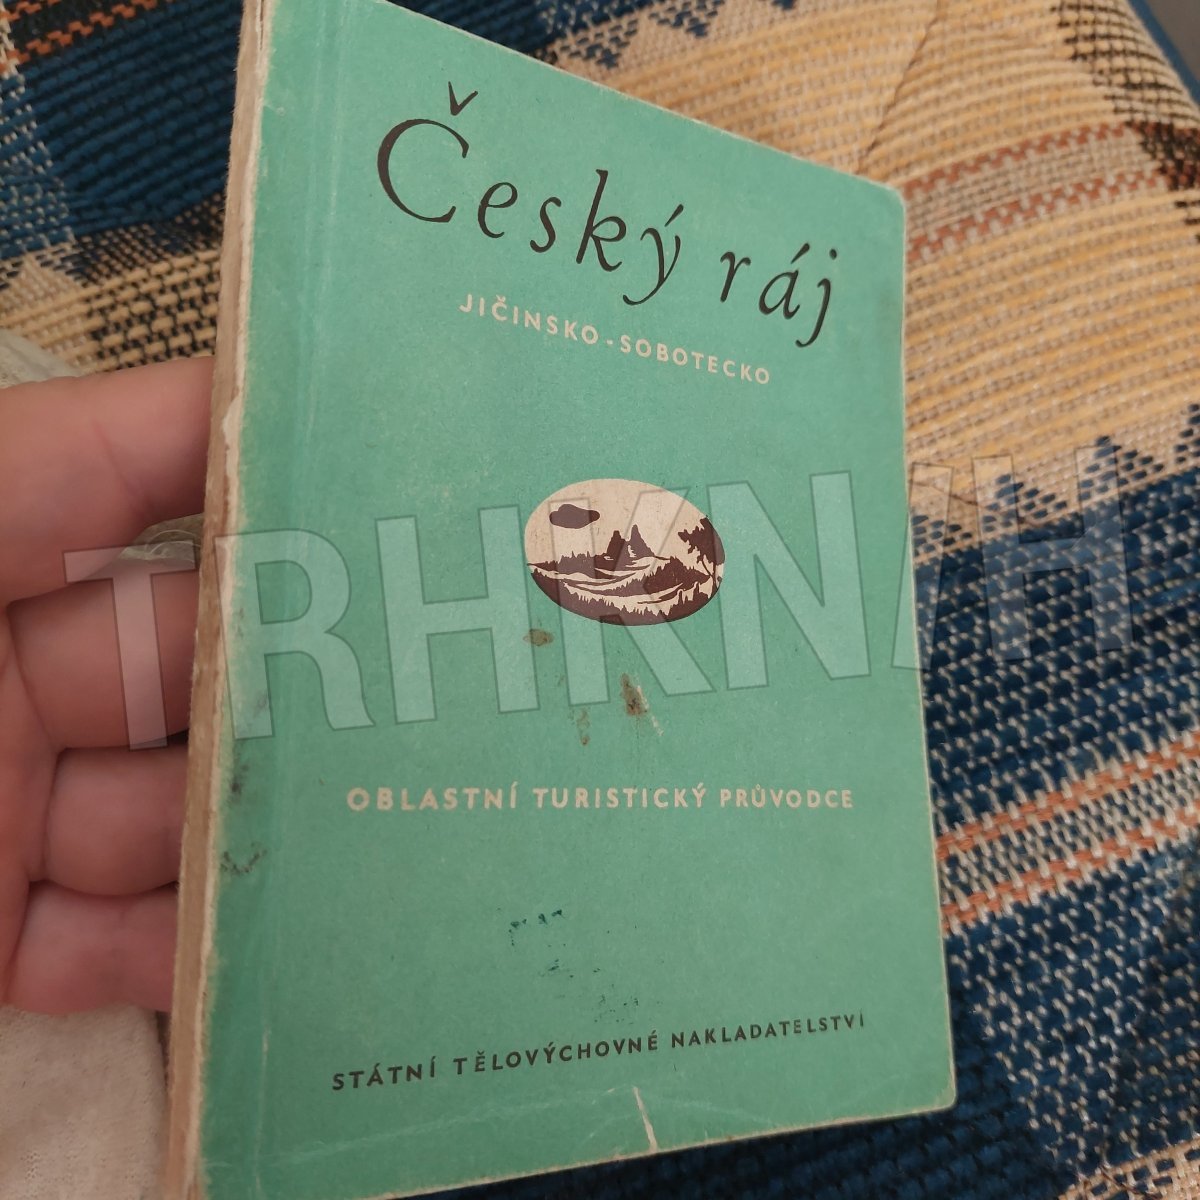 Český ráj
JIČINSKO-SOBOTECKO
OBLASTNÍ TURISTICKÝ PRŮVODCE
STÁTNÍ TĚLOVÝCHOVNÉ NAKLADATELSTVÍ
TRHKNIH